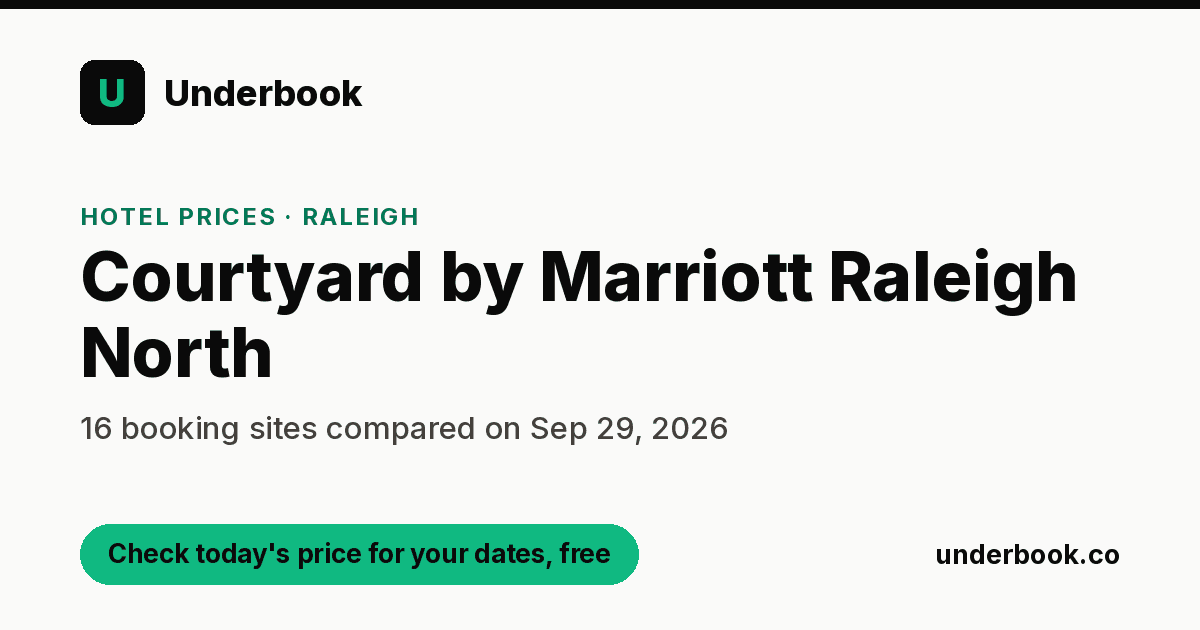 U Underbook
HOTEL PRICES · RALEIGH
Courtyard by Marriott Raleigh
North
16 booking sites compared on Sep 29, 2026
Check today's price for your dates, free
underbook.co